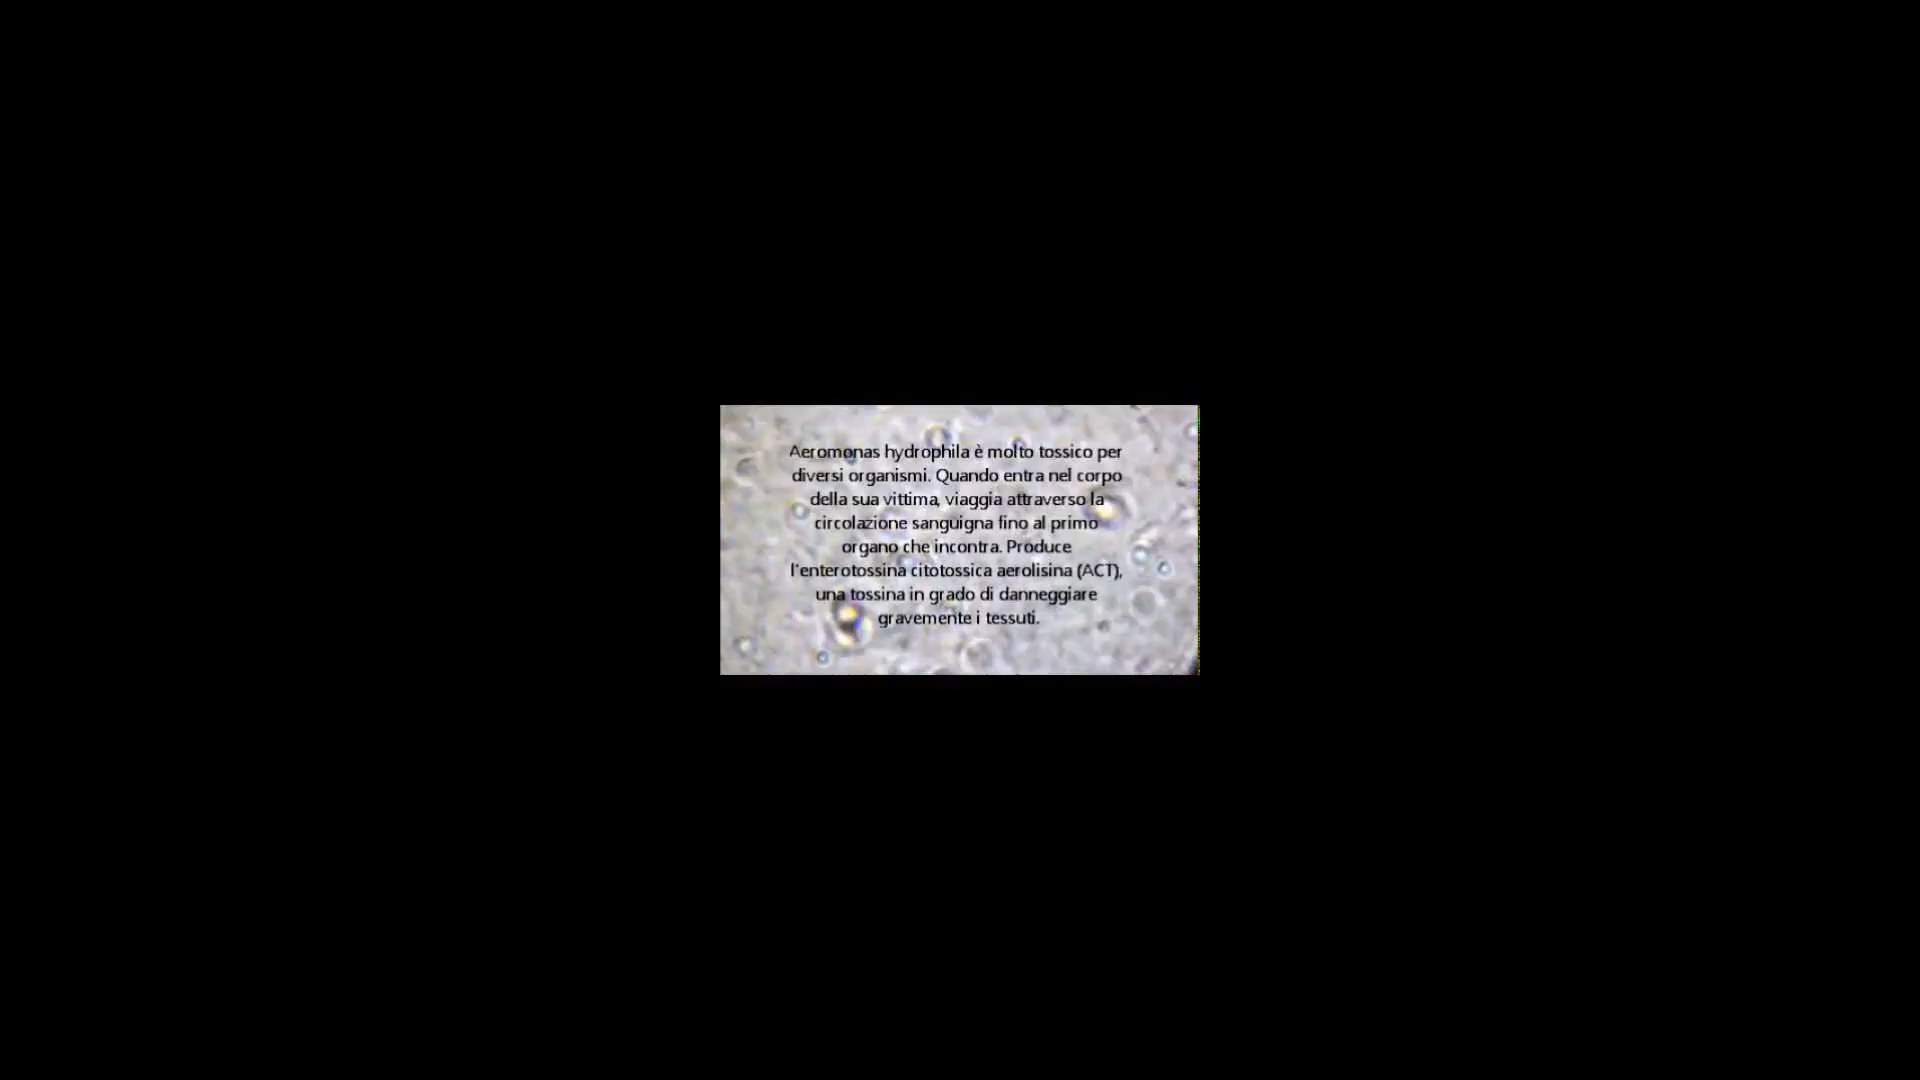 Aeromonas hydrophila è molto tossico per
diversi organismi. Quando entra nel corpo
della sua vittima, viaggia attraverso la
circolazione sanguigna fino al primo
organo che incontra. Produce
l'enterotossina citotossica aerolisina (ACT),
una tossina in grado di danneggiare
gravemente i tessuti.